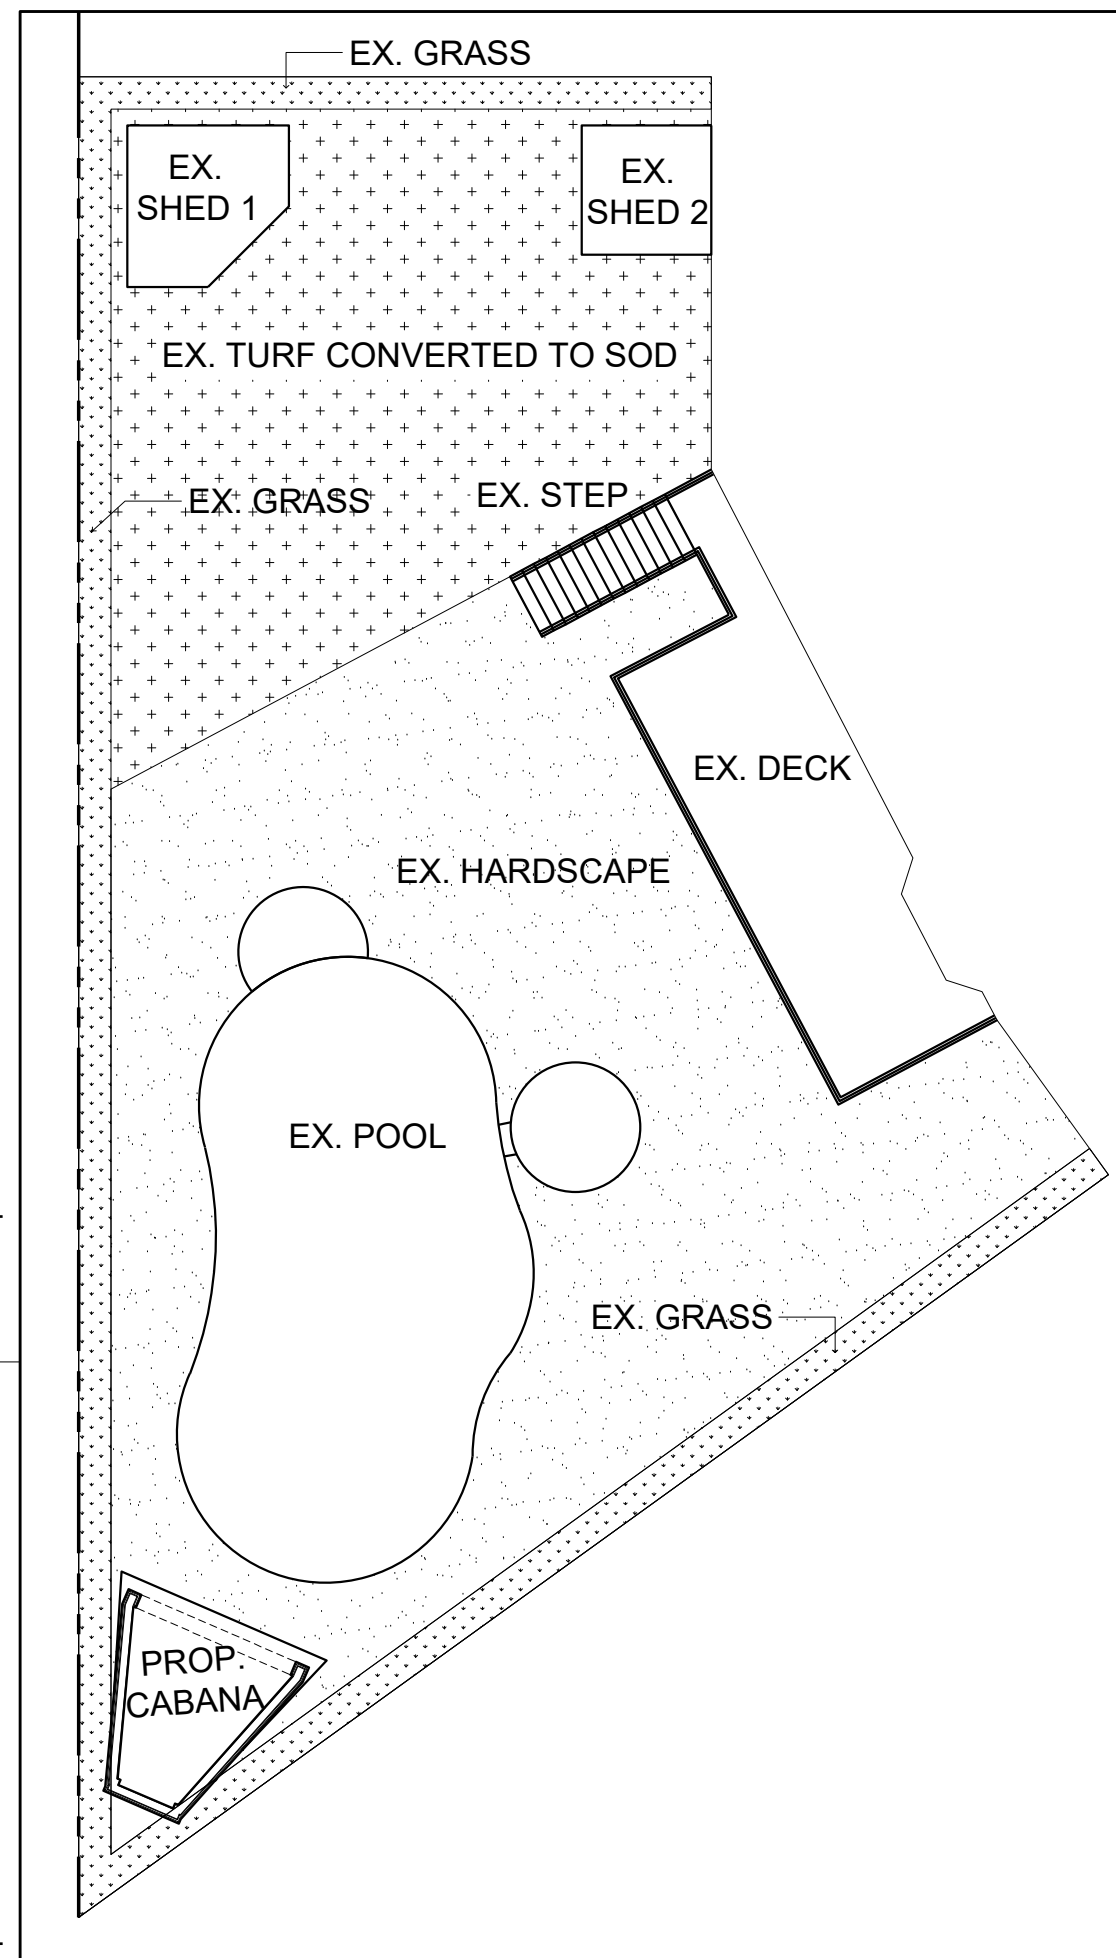 EX. GRASS
EX.
SHED 1
EX.
SHED 2
EX. TURF CONVERTED TO SOD
EX. GRASS
EX. STEP
EX. DECK
EX. HARDSCAPE
EX. POOL
EX. GRASS
PROP.
CABANA